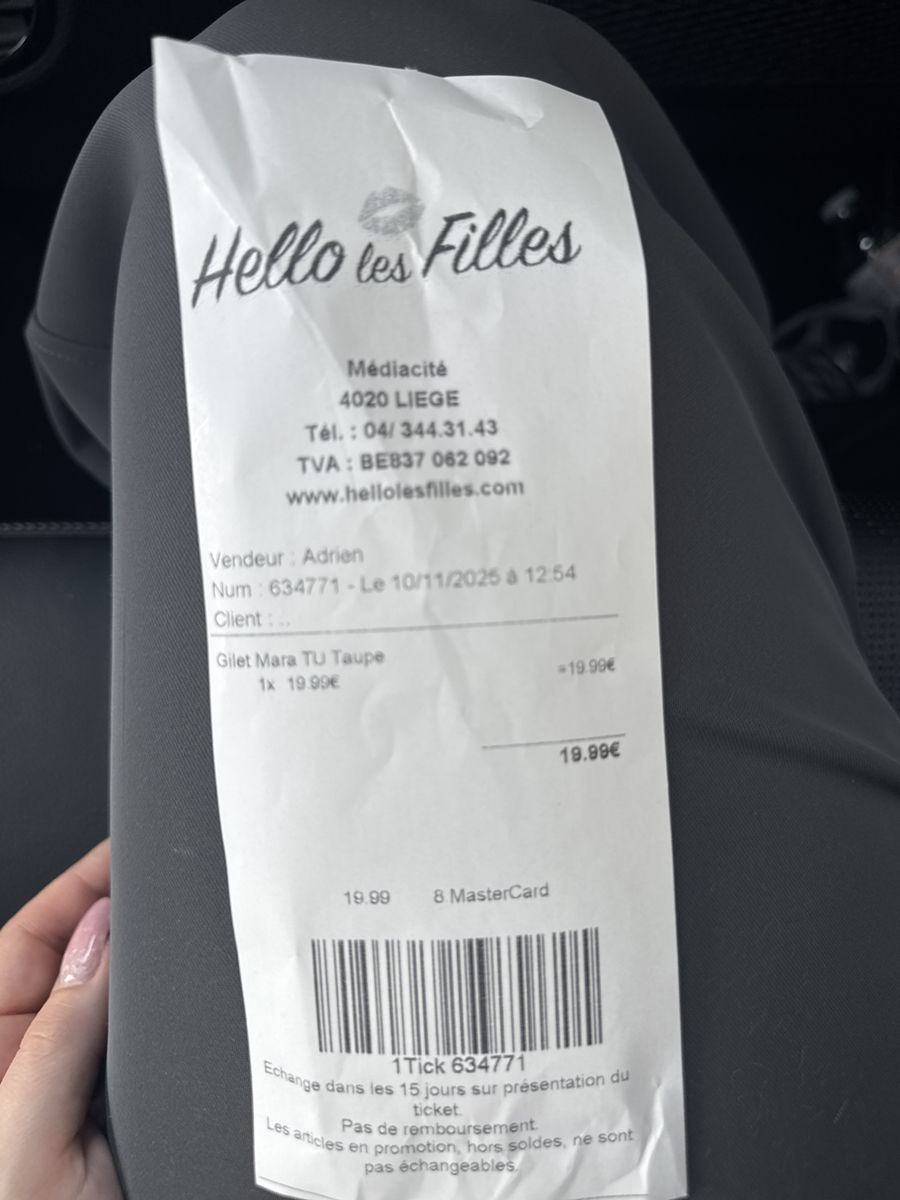 Hello les Filles
Médiacité
4020 LIEGE
Tél. : 04/ 344.31.43
TVA : BE837 062 092
www.hellolesfilles.com
Vendeur : Adrien
Num : 634771 - Le 10/11/2025 à 12:54
Client : ..
Gilet Mara TU Taupe
1x 19.99€ =19.99€
19.99€
19.99 8 MasterCard
1Tick 634771
Echange dans les 15 jours sur présentation du
ticket.
Pas de remboursement.
Les articles en promotion, hors soldes, ne sont
pas échangeables.